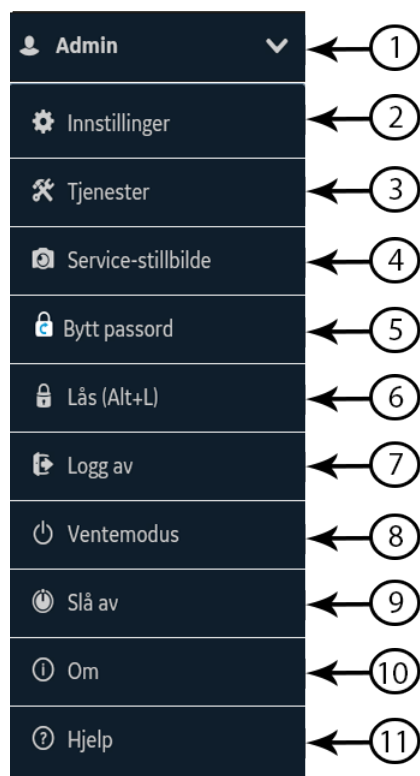 Admin 1
Innstillinger 2
Tjenester 3
Service-stillbilde 4
Bytt passord 5
Lås (Alt+L) 6
Logg av 7
Ventemodus 8
Slå av 9
Om 10
Hjelp 11